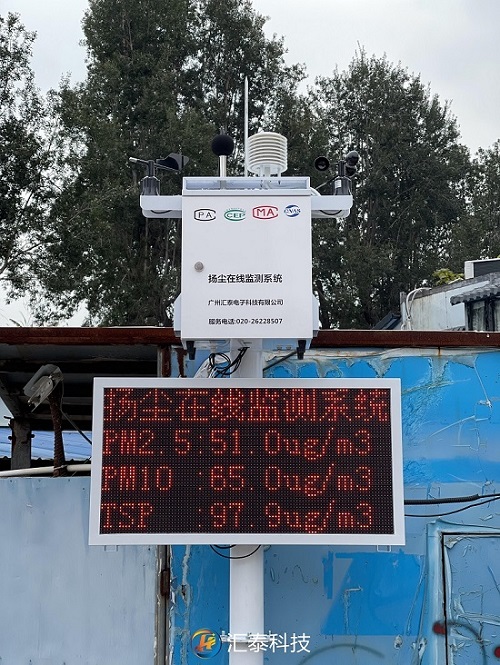 PA CEP MA CNAS
扬尘在线监测系统
广州汇泰电子科技有限公司
服务电话:020-26228507
扬尘在线监测系统
PM2.5:51.0ug/m3
PM10 :65.0ug/m3
TSP :97.9ug/m3
汇泰科技